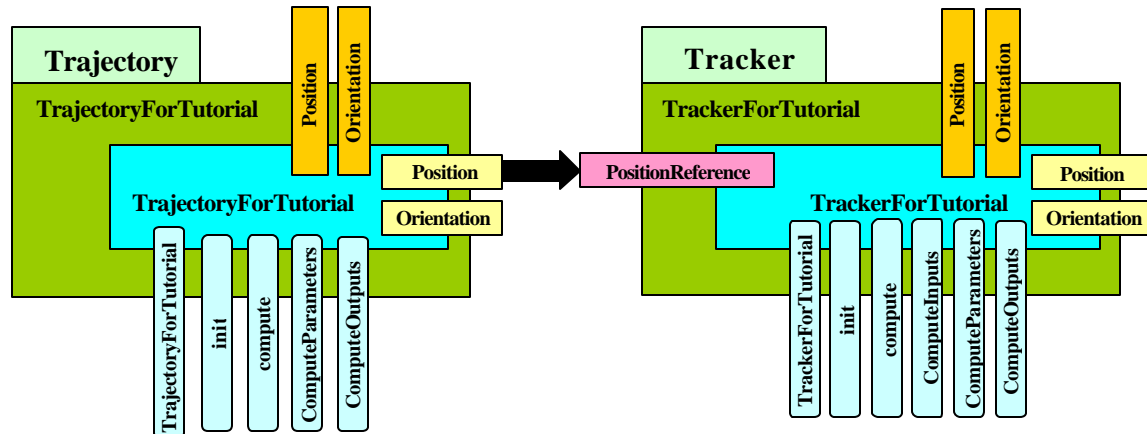 Trajectory
TrajectoryForTutorial
Position
Orientation
TrajectoryForTutorial
Position
Orientation
TrajectoryForTutorial
init
compute
ComputeParameters
ComputeOutputs
Tracker
TrackerForTutorial
Position
Orientation
PositionReference
TrackerForTutorial
Position
Orientation
TrackerForTutorial
init
compute
ComputeInputs
ComputeParameters
ComputeOutputs